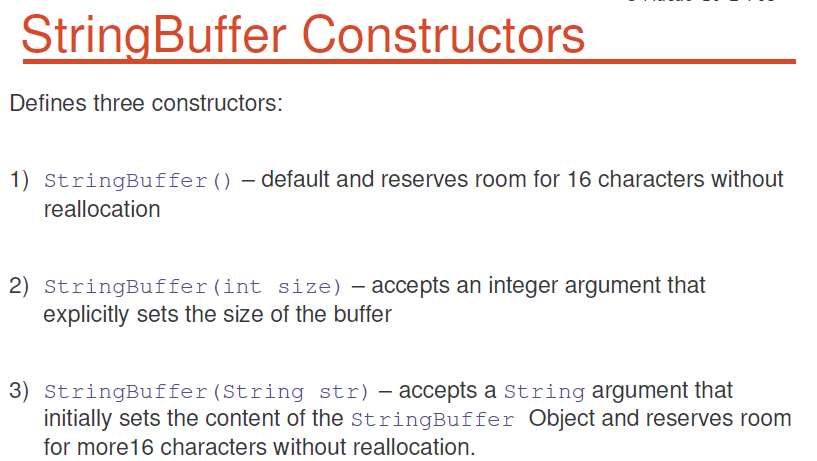 StringBuffer Constructors
Defines three constructors:
1) StringBuffer() – default and reserves room for 16 characters without
reallocation
2) StringBuffer(int size) – accepts an integer argument that
explicitly sets the size of the buffer
3) StringBuffer(String str) – accepts a String argument that
initially sets the content of the StringBuffer Object and reserves room
for more16 characters without reallocation.